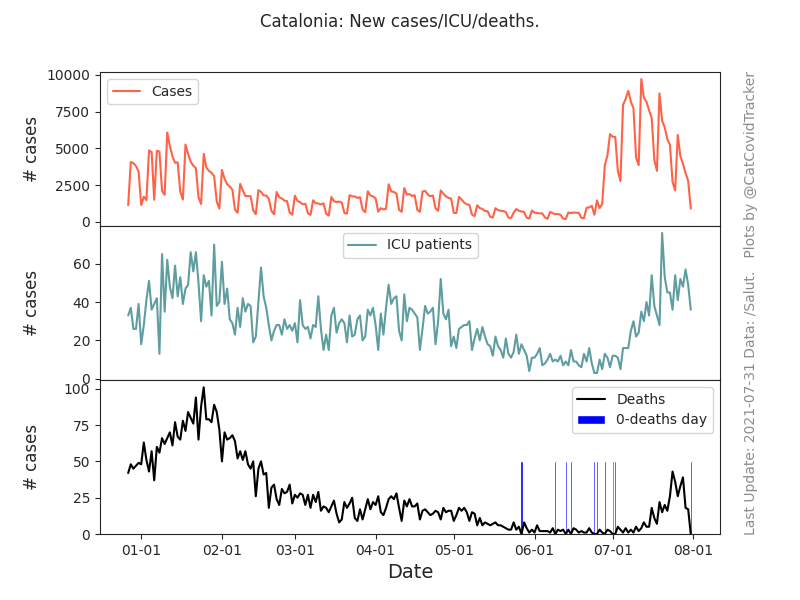 Catalonia: New cases/ICU/deaths.
10000
7500
5000
2500
0
# cases
Cases
60
40
20
0
# cases
ICU patients
100
75
50
25
0
# cases
Deaths
0-deaths day
01-01 02-01 03-01 04-01 05-01 06-01 07-01 08-01
Date
Last Update: 2021-07-31 Data: /Salut. Plots by @CatCovidTracker